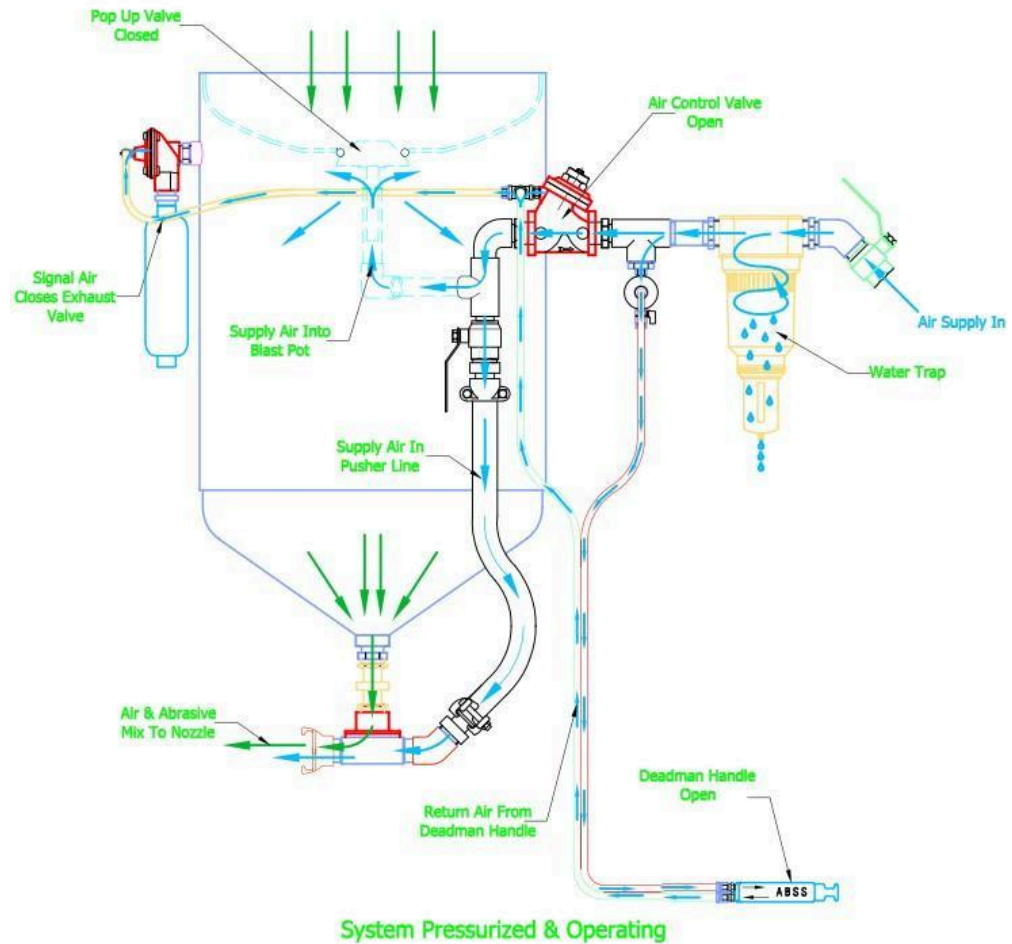 Pop Up Valve
Closed
Air Control Valve
Open
Signal Air
Closes Exhaust
Valve
Supply Air Into
Blast Pot
Air Supply In
Water Trap
Supply Air In
Pusher Line
Air & Abrasive
Mix To Nozzle
Return Air From
Deadman Handle
Deadman Handle
Open
ABSS
System Pressurized & Operating